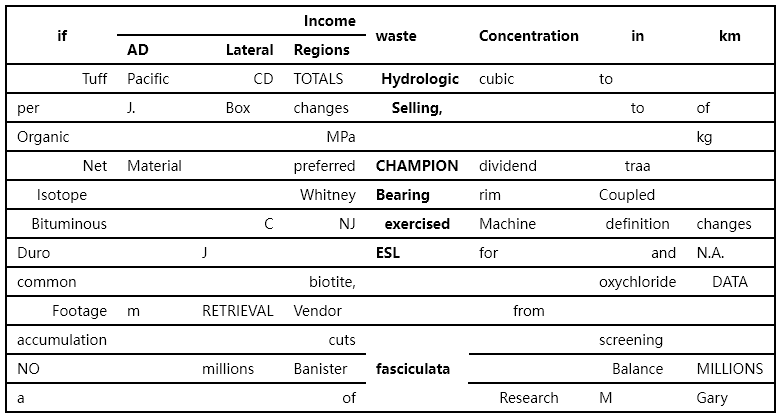 if Income waste Concentration in km
AD Lateral Regions
Tuff Pacific CD TOTALS Hydrologic cubic to
per J. Box changes Selling, to of
Organic MPa kg
Net Material preferred CHAMPION dividend traa
Isotope Whitney Bearing rim Coupled
Bituminous C NJ exercised Machine definition changes
Duro J ESL for and N.A.
common biotite, oxychloride DATA
Footage m RETRIEVAL Vendor from
accumulation cuts screening
NO millions Banister fasciculata Balance MILLIONS
a of Research M Gary